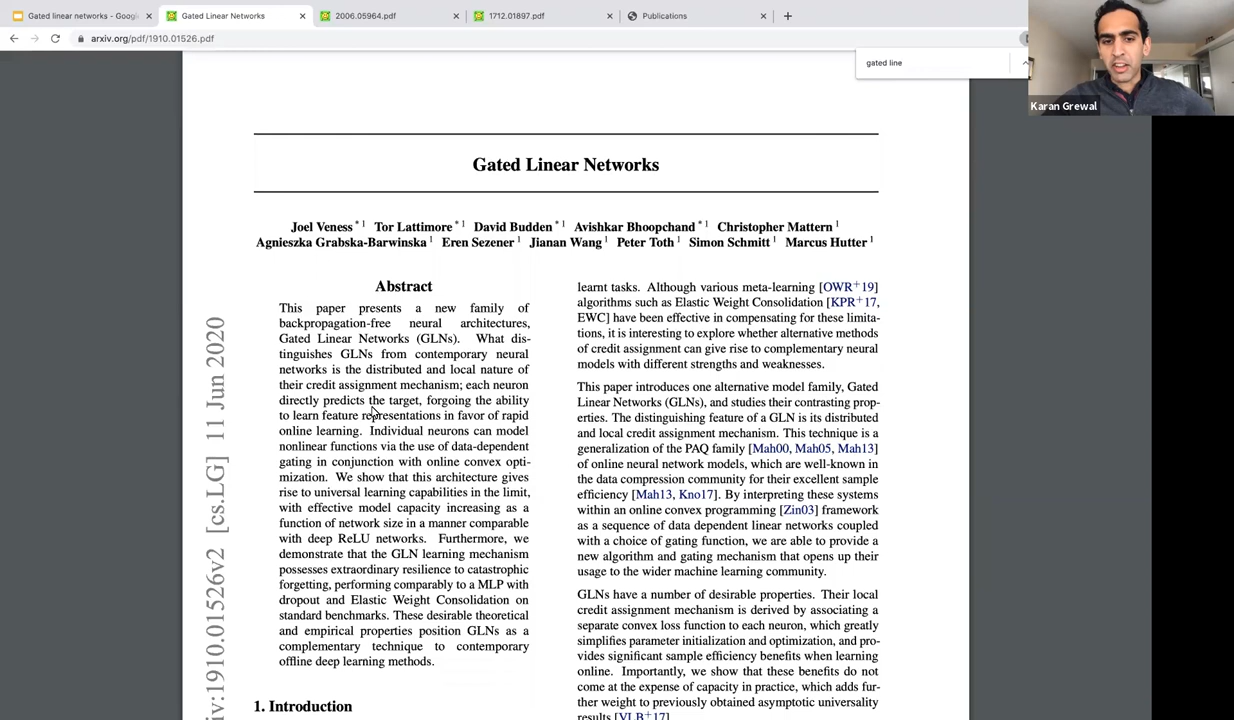 Gated linear networks - Goog
Gated Linear Networks
2006.05964.pdf
1712.01897.pdf
Publications
arxiv.org/pdf/1910.01526.pdf
gated line
Karan Grewal
Gated Linear Networks
Joel Veness * 1 Tor Lattimore * 1 David Budden * 1 Avishkar Bhoopchand * 1 Christopher Mattern 1
Agnieszka Grabska-Barwinska 1 Eren Sezener 1 Jianan Wang 1 Peter Toth 1 Simon Schmitt 1 Marcus Hutter 1
Abstract
This paper presents a new family of
backpropagation-free neural architectures,
Gated Linear Networks (GLNs). What dis-
tinguishes GLNs from contemporary neural
networks is the distributed and local nature of
their credit assignment mechanism; each neuron
directly predicts the target, forgoing the ability
to learn feature representations in favor of rapid
online learning. Individual neurons can model
nonlinear functions via the use of data-dependent
gating in conjunction with online convex opti-
mization. We show that this architecture gives
rise to universal learning capabilities in the limit,
with effective model capacity increasing as a
function of network size in a manner comparable
with deep ReLU networks. Furthermore, we
demonstrate that the GLN learning mechanism
possesses extraordinary resilience to catastrophic
forgetting, performing comparably to a MLP with
dropout and Elastic Weight Consolidation on
standard benchmarks. These desirable theoretical
and empirical properties position GLNs as a
complementary technique to contemporary
offline deep learning methods.
1. Introduction
learnt tasks. Although various meta-learning [OWR+19]
algorithms such as Elastic Weight Consolidation [KPR+17,
EWC] have been effective in compensating for these limita-
tions, it is interesting to explore whether alternative methods
of credit assignment can give rise to complementary neural
models with different strengths and weaknesses.
This paper introduces one alternative model family, Gated
Linear Networks (GLNs), and studies their contrasting prop-
erties. The distinguishing feature of a GLN is its distributed
and local credit assignment mechanism. This technique is a
generalization of the PAQ family [Mah00, Mah05, Mah13]
of online neural network models, which are well-known in
the data compression community for their excellent sample
efficiency [Mah13, Kno17]. By interpreting these systems
within an online convex programming [Zin03] framework
as a sequence of data dependent linear networks coupled
with a choice of gating function, we are able to provide a
new algorithm and gating mechanism that opens up their
usage to the wider machine learning community.
GLNs have a number of desirable properties. Their local
credit assignment mechanism is derived by associating a
separate convex loss function to each neuron, which greatly
simplifies parameter initialization and optimization, and pro-
vides significant sample efficiency benefits when learning
online. Importantly, we show that these benefits do not
come at the expense of capacity in practice, which adds fur-
ther weight to previously obtained asymptotic universality
results [VLB+17].
iv:1910.01526v2 [cs.LG] 11 Jun 2020